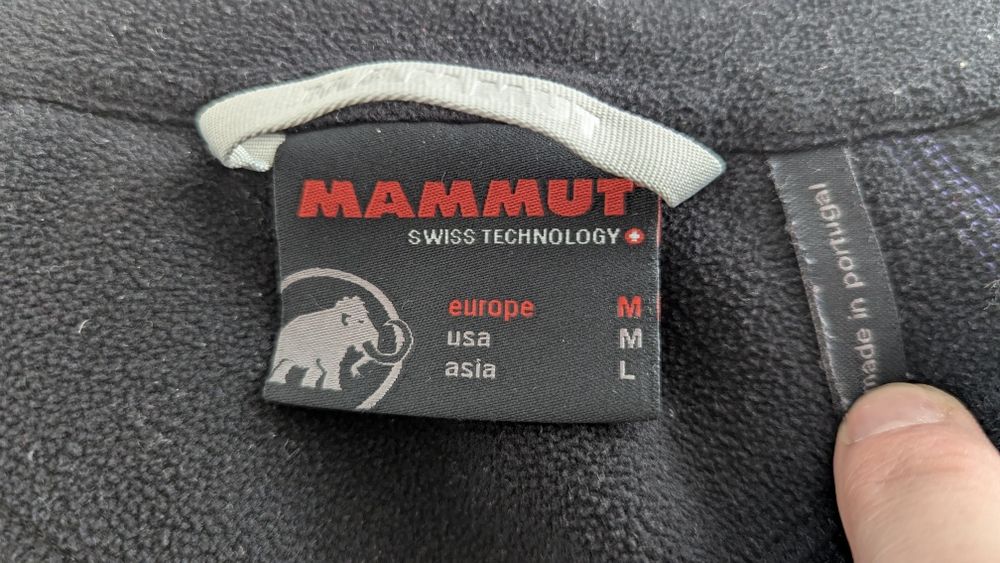 MAMMUT
SWISS TECHNOLOGY
europe M
usa M
asia L
made in portugal